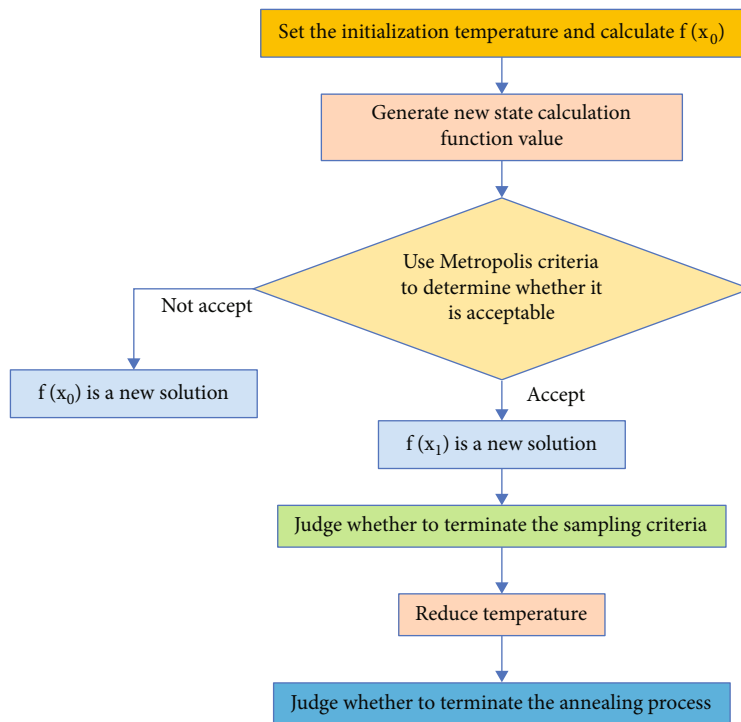 Set the initialization temperature and calculate f (x₀)
Generate new state calculation
function value
Use Metropolis criteria
to determine whether it
is acceptable
Not accept
f (x₀) is a new solution
Accept
f (x₁) is a new solution
Judge whether to terminate the sampling criteria
Reduce temperature
Judge whether to terminate the annealing process